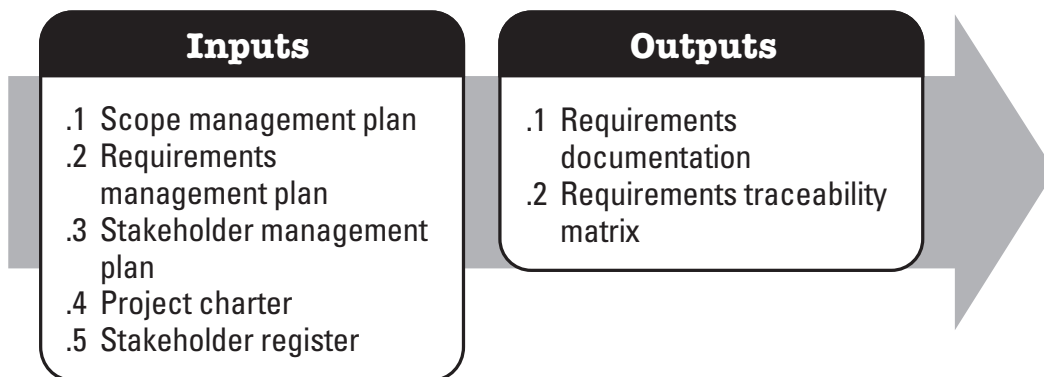 Inputs
.1 Scope management plan
.2 Requirements
management plan
.3 Stakeholder management
plan
.4 Project charter
.5 Stakeholder register
Outputs
.1 Requirements
documentation
.2 Requirements traceability
matrix